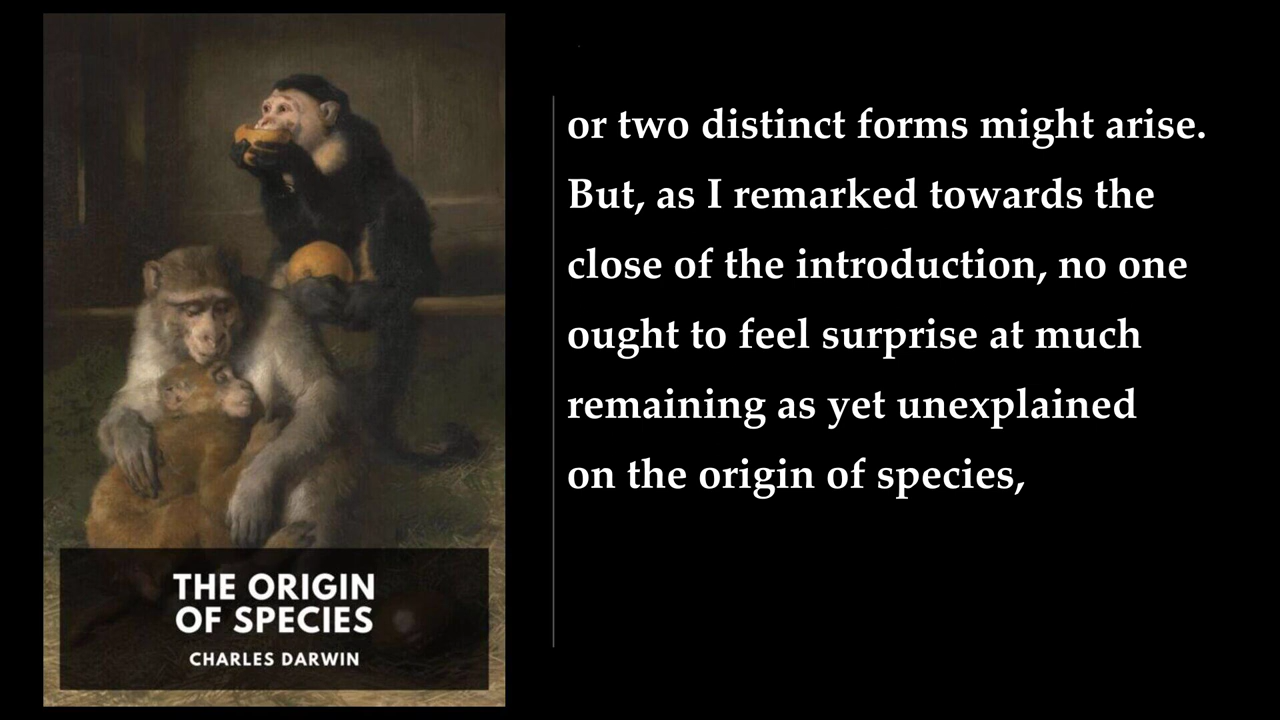 THE ORIGIN
OF SPECIES
CHARLES DARWIN
or two distinct forms might arise.
But, as I remarked towards the
close of the introduction, no one
ought to feel surprise at much
remaining as yet unexplained
on the origin of species,